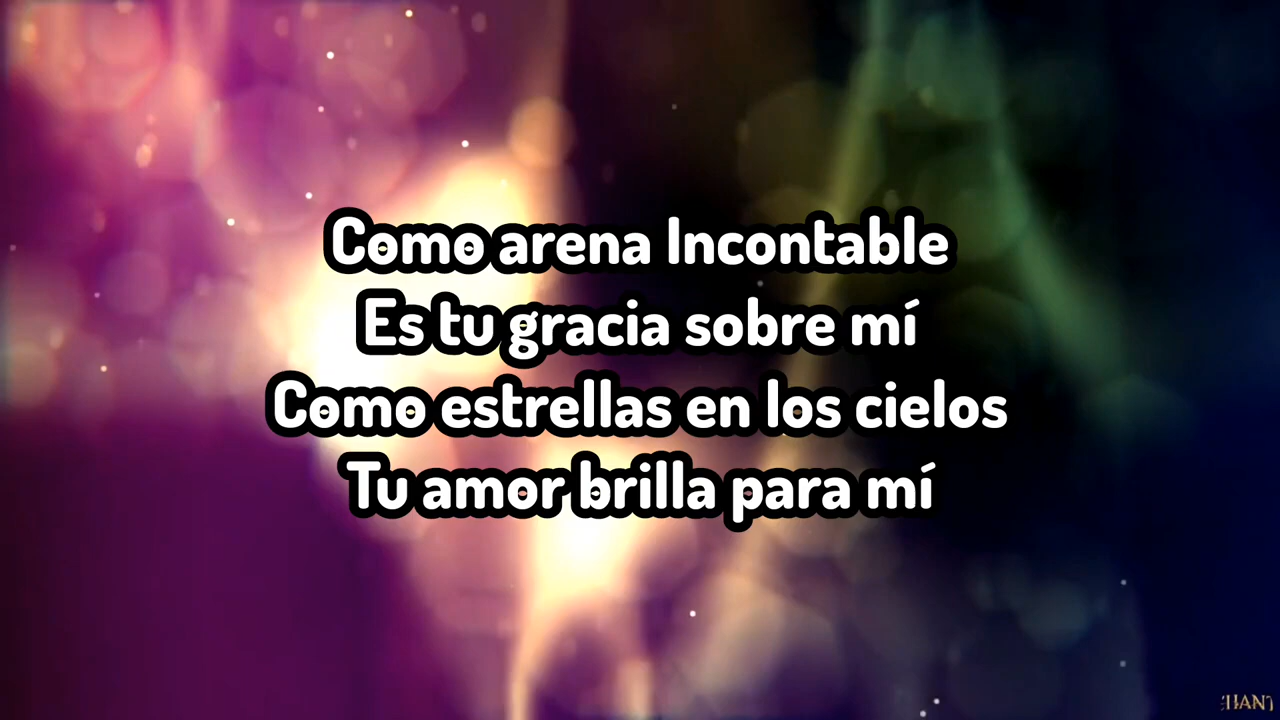 Como arena Incontable
Es tu gracia sobre mí
Como estrellas en los cielos
Tu amor brilla para mí